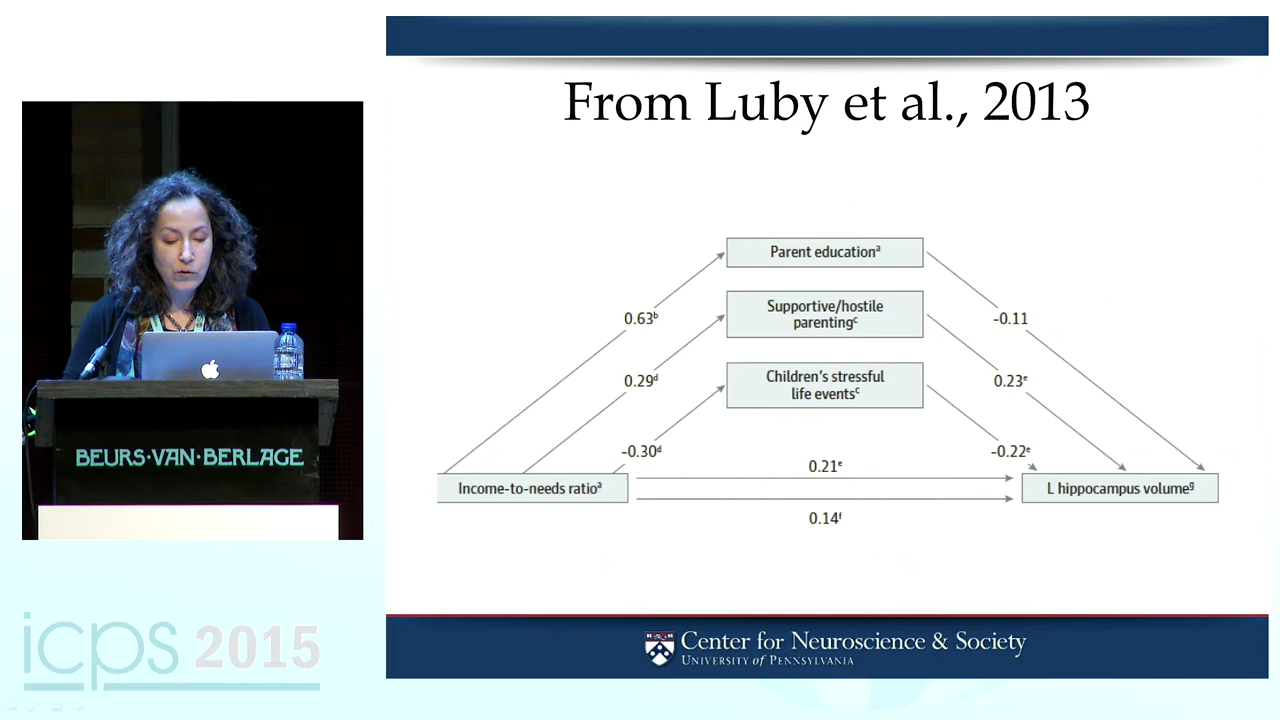 From Luby et al., 2013
Parent educationᵃ
Supportive/hostile
parentingᶜ
Children's stressful
life eventsᶜ
0.63ᵇ
-0.11
0.29ᵈ
0.23ᵉ
-0.30ᵈ
-0.22ᵉ
0.21ᵉ
Income-to-needs ratioᵃ
L hippocampus volumeᵍ
0.14ᶠ
BEURS·VAN·BERLAGE
icps 2015
Center for Neuroscience & Society
UNIVERSITY of PENNSYLVANIA